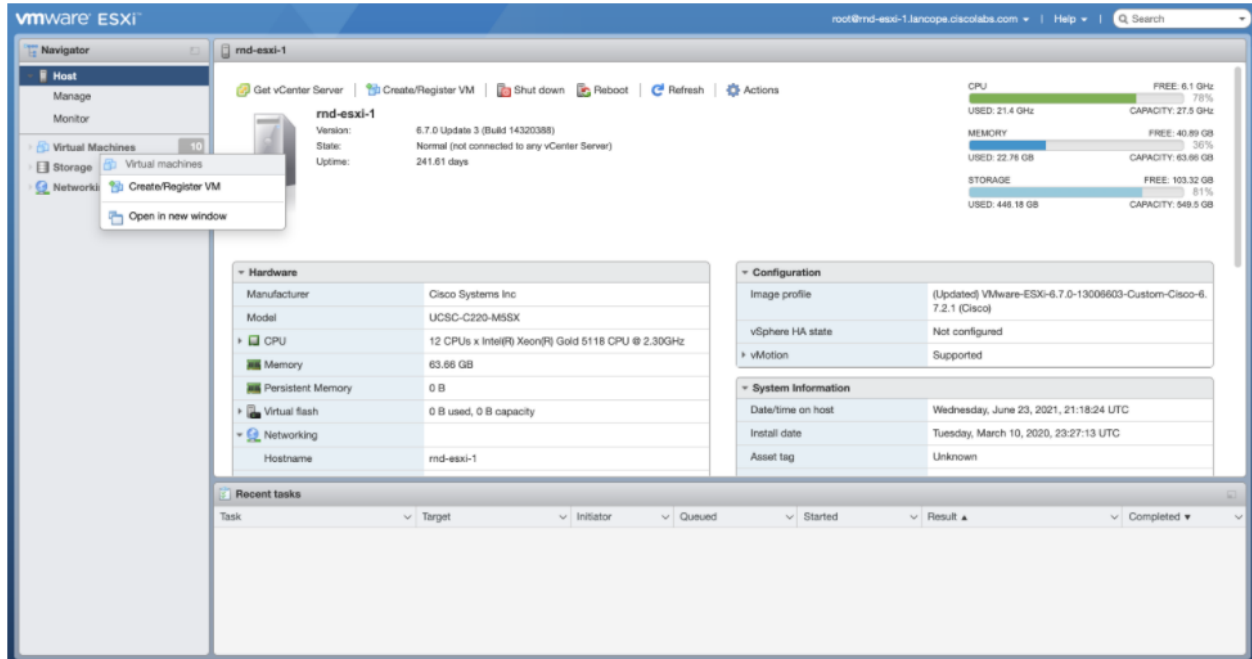 vmware ESXi™
root@rnd-esxi-1.lancope.ciscolabs.com | Help | Search
Navigator
Host
Manage
Monitor
Virtual Machines 10
Storage
Networki
Virtual machines
Create/Register VM
Open in new window
rnd-esxi-1
Get vCenter Server | Create/Register VM | Shut down Reboot | Refresh | Actions
rnd-esxi-1
Version: 6.7.0 Update 3 (Build 14320388)
State: Normal (not connected to any vCenter Server)
Uptime: 241.61 days
CPU FREE: 6.1 GHz
78%
USED: 21.4 GHz CAPACITY: 27.5 GHz
MEMORY FREE: 40.89 GB
36%
USED: 22.76 GB CAPACITY: 63.66 GB
STORAGE FREE: 103.32 GB
81%
USED: 446.18 GB CAPACITY: 549.5 GB
Hardware
Manufacturer Cisco Systems Inc
Model UCSC-C220-M5SX
CPU 12 CPUs x Intel(R) Xeon(R) Gold 5118 CPU @ 2.30GHz
Memory 63.66 GB
Persistent Memory 0 B
Virtual flash 0 B used, 0 B capacity
Networking
Hostname rnd-esxi-1
Configuration
Image profile (Updated) VMware-ESXi-6.7.0-13006603-Custom-Cisco-6.
7.2.1 (Cisco)
vSphere HA state Not configured
vMotion Supported
System Information
Date/time on host Wednesday, June 23, 2021, 21:18:24 UTC
Install date Tuesday, March 10, 2020, 23:27:13 UTC
Asset tag Unknown
Recent tasks
Task Target Initiator Queued Started Result Completed